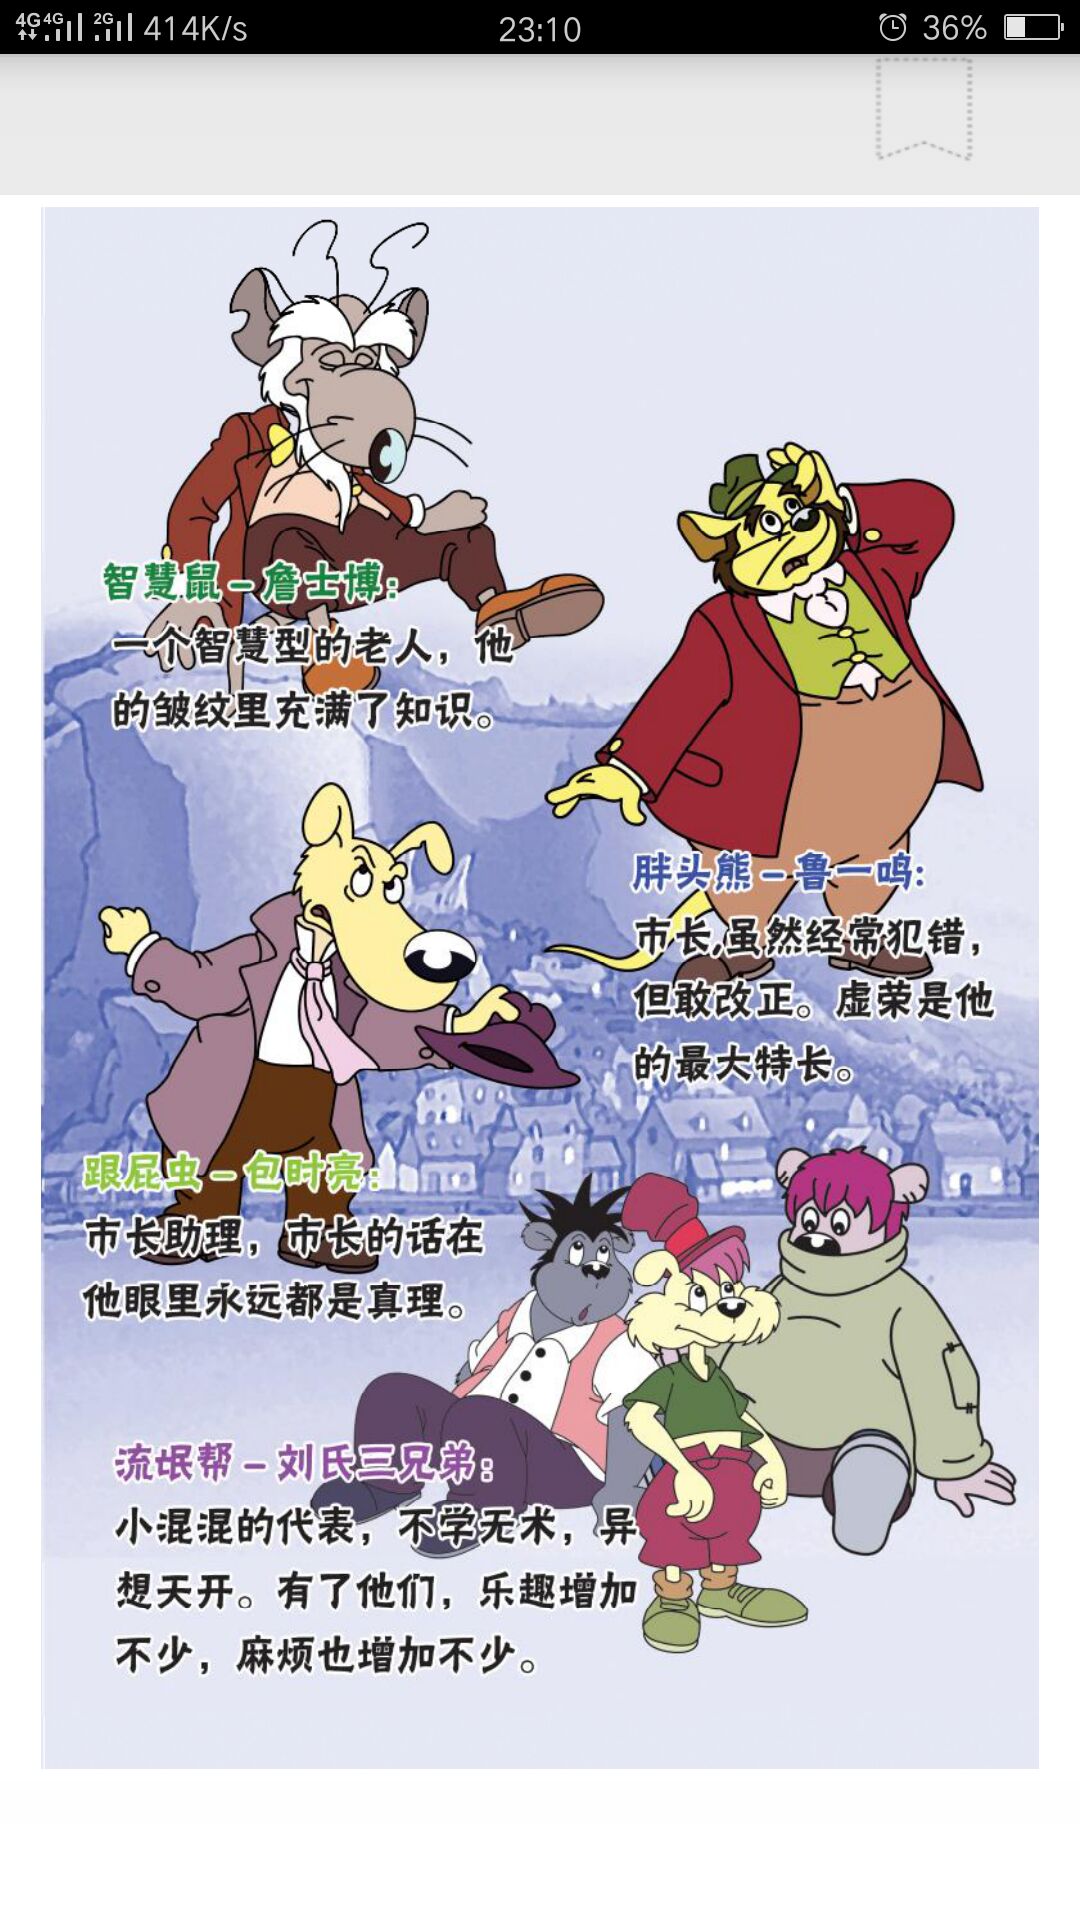 4G 4G 2G 414K/s 23:10 36%
智慧鼠－詹士博：
一个智慧型的老人，他
的皱纹里充满了知识。
胖头熊－鲁一鸣：
市长，虽然经常犯错，
但敢改正。虚荣是他
的最大特长。
跟屁虫－包时亮：
市长助理，市长的话在
他眼里永远都是真理。
流氓帮－刘氏三兄弟：
小混混的代表，不学无术，异
想天开。有了他们，乐趣增加
不少，麻烦也增加不少。